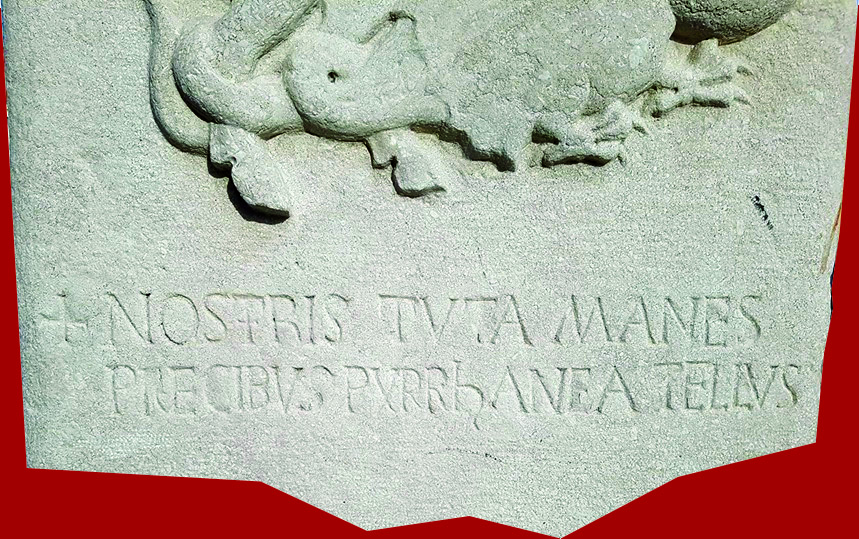 + NOSTRIS TVTA MANES
PRECIBVS PVRRhANEA TELLVS